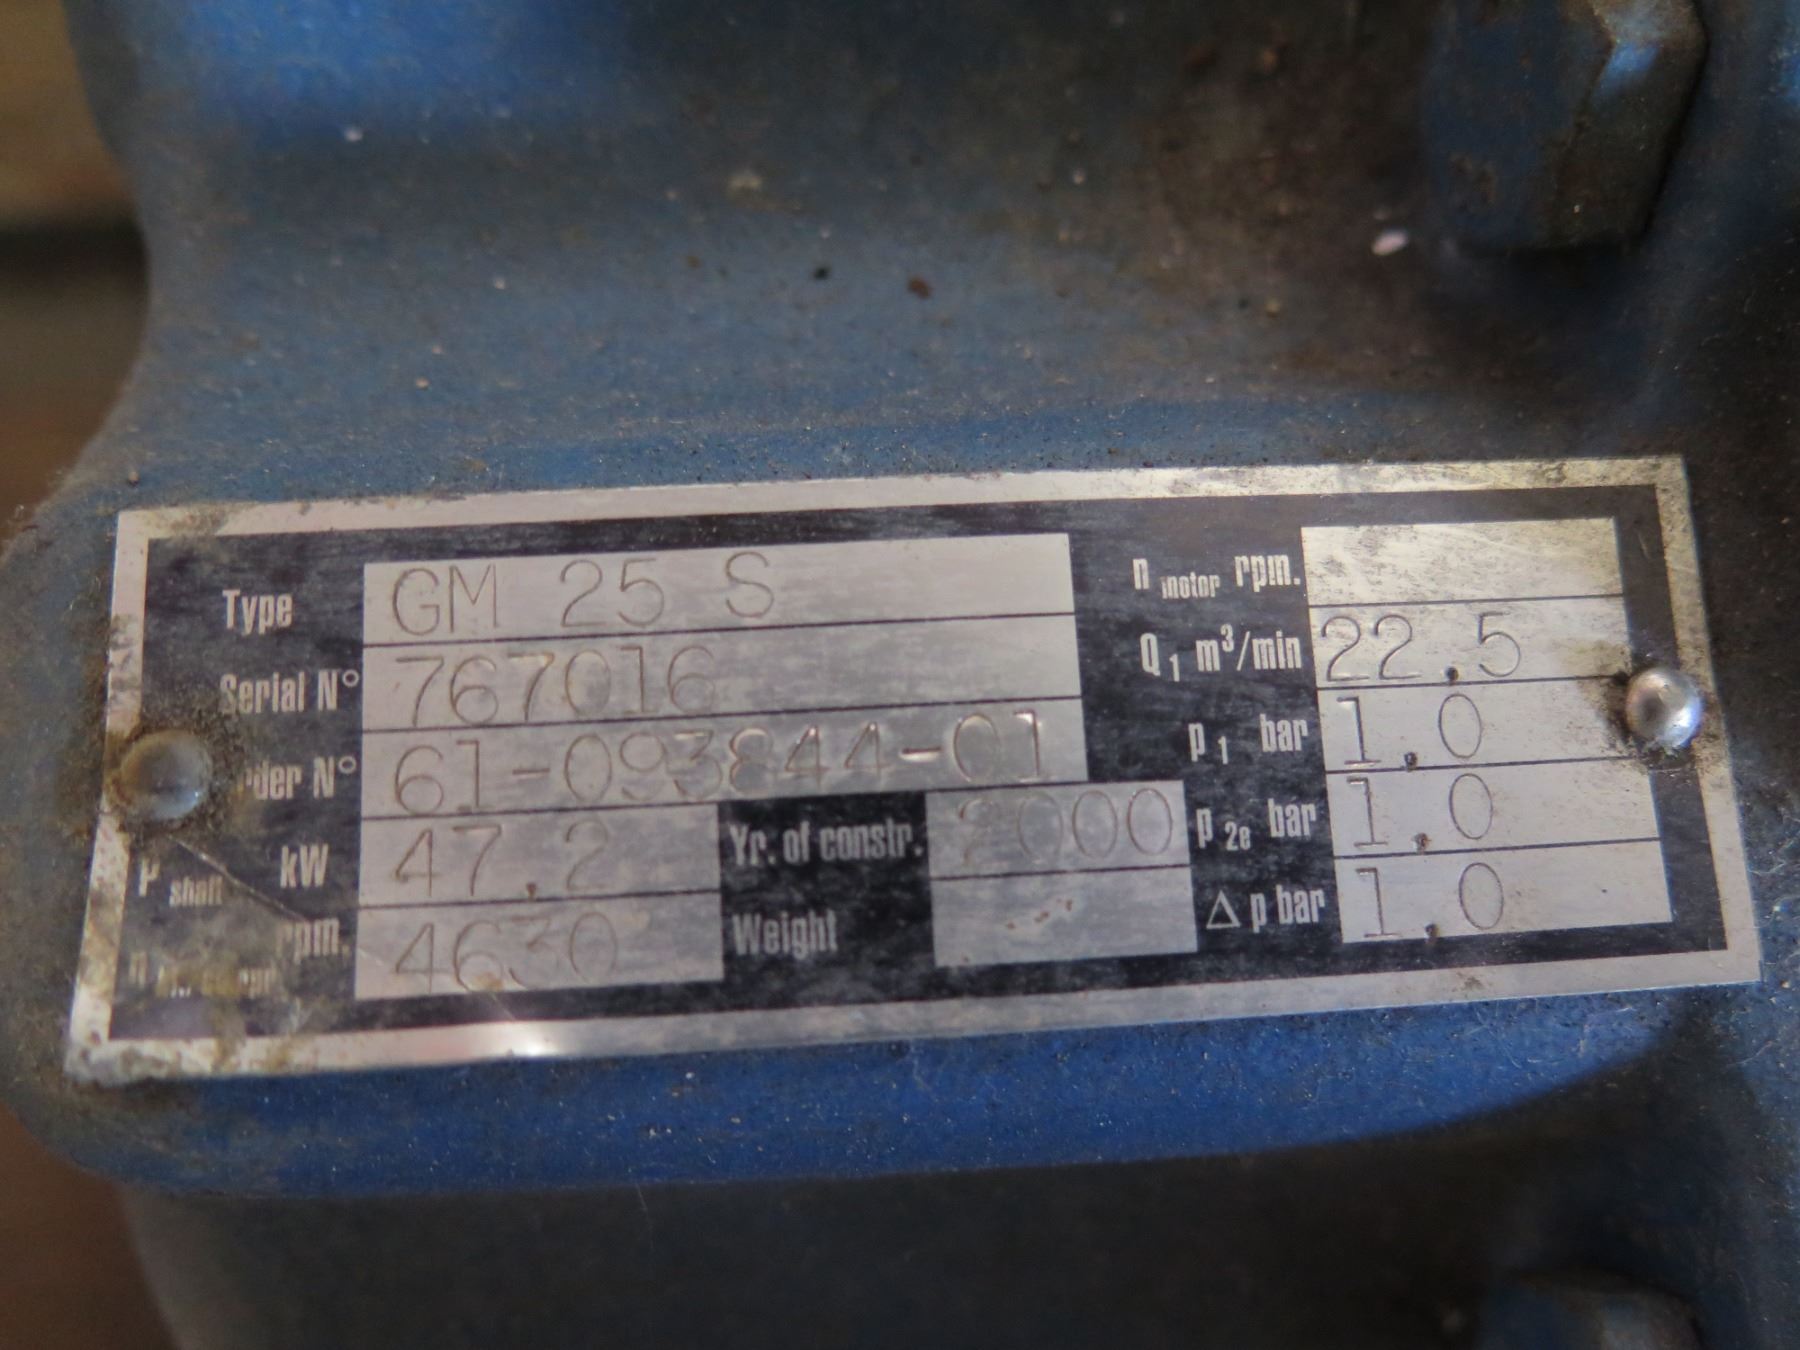 Type GM 25 S
Serial N° 767016
rder N° 61-093844-01
P shaft kW 47.2 Yr. of constr. 2000
rpm. 4630 Weight
n motor rpm.
Q1 m³/min 22.5
p1 bar 1.0
p2e bar 1.0
Δ p bar 1.0